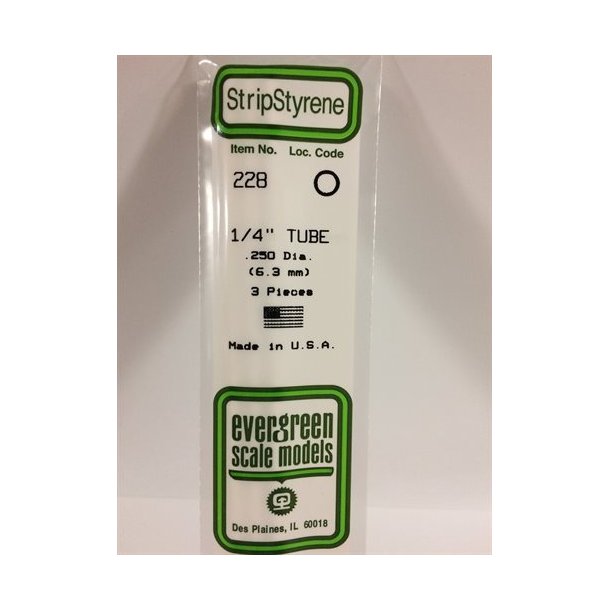 StripStyrene
Item No. Loc. Code
228
1/4" TUBE
.250 Dia.
(6.3 mm)
3 Pieces
Made in U.S.A.
evergreen
scale models
Des Plaines, IL 60018